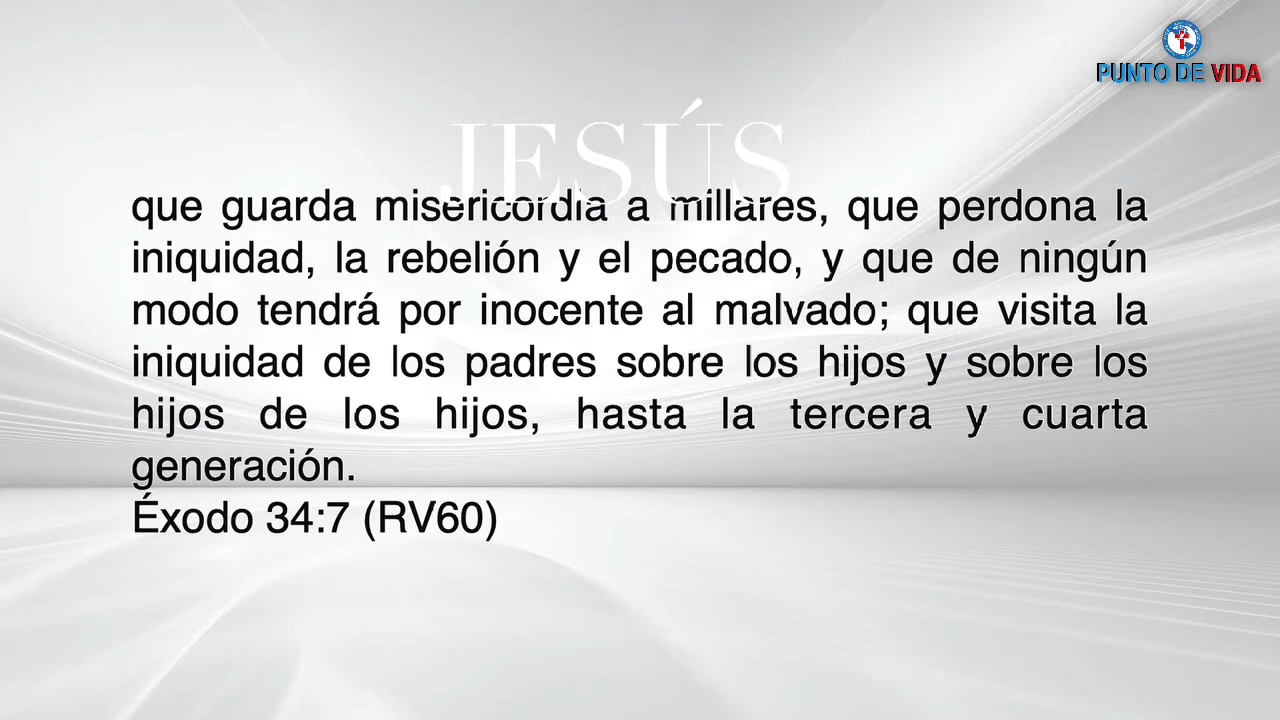 PUNTO DE VIDA
JESÚS
que guarda misericordia a millares, que perdona la
iniquidad, la rebelión y el pecado, y que de ningún
modo tendrá por inocente al malvado; que visita la
iniquidad de los padres sobre los hijos y sobre los
hijos de los hijos, hasta la tercera y cuarta
generación.
Éxodo 34:7 (RV60)